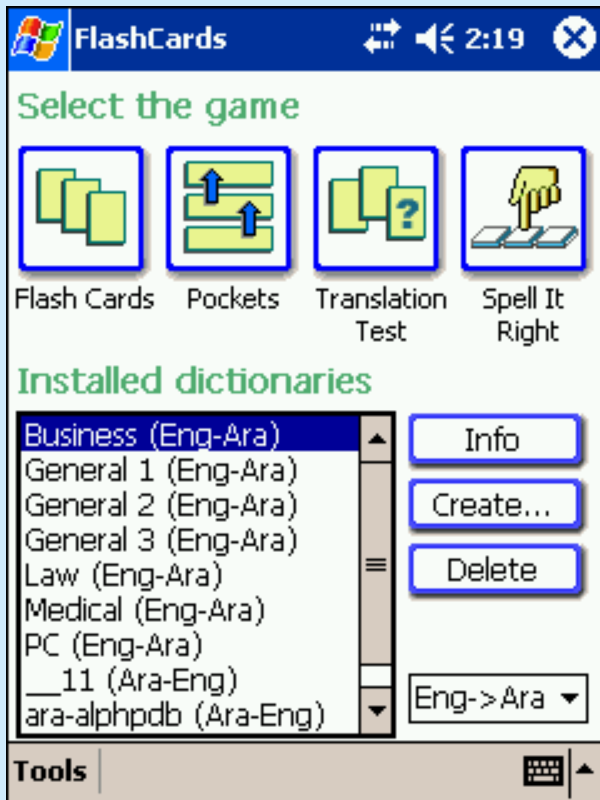 FlashCards 2:19
Select the game
?
Flash Cards Pockets Translation Test Spell It Right
Installed dictionaries
Business (Eng-Ara)
General 1 (Eng-Ara)
General 2 (Eng-Ara)
General 3 (Eng-Ara)
Law (Eng-Ara)
Medical (Eng-Ara)
PC (Eng-Ara)
__11 (Ara-Eng)
ara-alphpdb (Ara-Eng)
Info
Create...
Delete
Eng->Ara
Tools